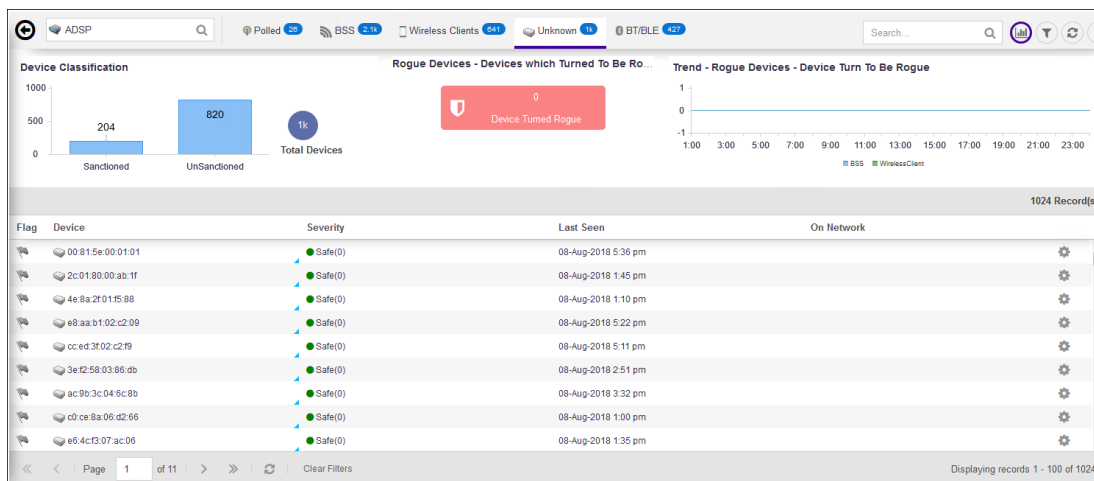 ADSP
Polled 26
BSS 2.1k
Wireless Clients 641
Unknown 1k
BT/BLE 427
Search...
Device Classification
1000
500
0
204
820
Sanctioned
UnSanctioned
1k
Total Devices
Rogue Devices - Devices which Turned To Be Ro...
0
Device Turned Rogue
Trend - Rogue Devices - Device Turn To Be Rogue
1
0
-1
1:00 3:00 5:00 7:00 9:00 11:00 13:00 15:00 17:00 19:00 21:00 23:00
BSS WirelessClient
1024 Record(s
Flag Device Severity Last Seen On Network
00:81:5e:00:01:01 Safe(0) 08-Aug-2018 5:36 pm
2c:01:80:00:ab:1f Safe(0) 08-Aug-2018 1:45 pm
4e:8a:2f:01:f5:88 Safe(0) 08-Aug-2018 1:10 pm
e8:aa:b1:02:c2:09 Safe(0) 08-Aug-2018 5:22 pm
cc:ed:3f:02:c2:f9 Safe(0) 08-Aug-2018 5:11 pm
3e:f2:58:03:86:db Safe(0) 08-Aug-2018 2:51 pm
ac:9b:3c:04:6c:8b Safe(0) 08-Aug-2018 3:32 pm
c0:ce:8a:06:d2:66 Safe(0) 08-Aug-2018 1:00 pm
e6:4c:f3:07:ac:06 Safe(0) 08-Aug-2018 1:35 pm
Page 1 of 11 Clear Filters Displaying records 1 - 100 of 1024